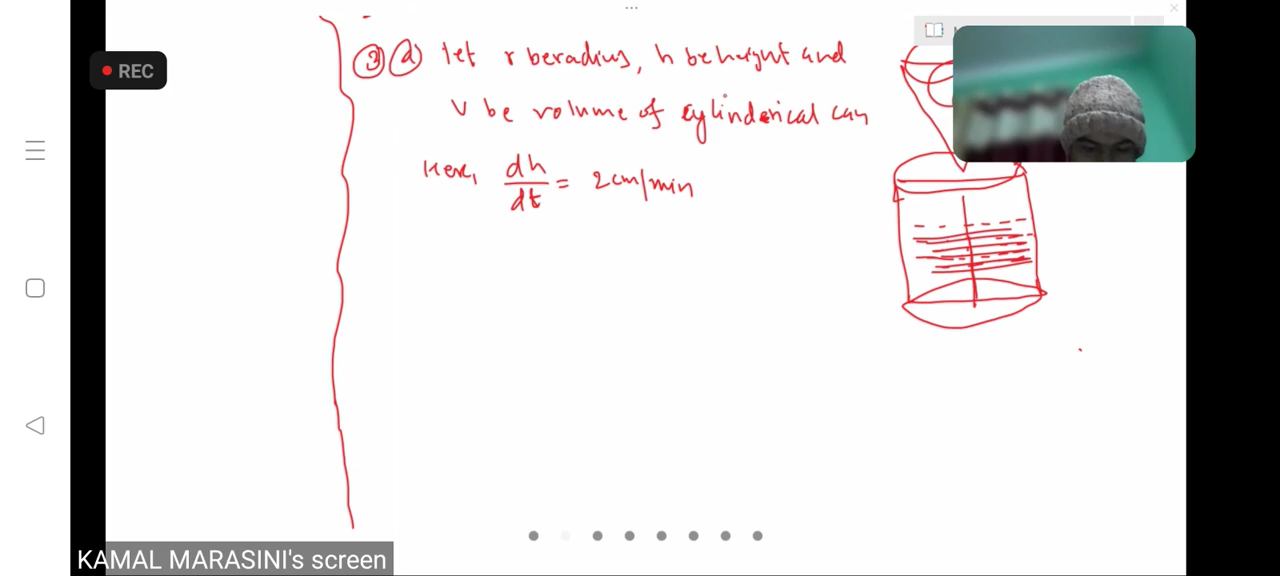 REC
3 a let r be radius, h be height and
V be volume of cylinderical can
Here, dh/dt = 2cm/min
KAMAL MARASINI's screen